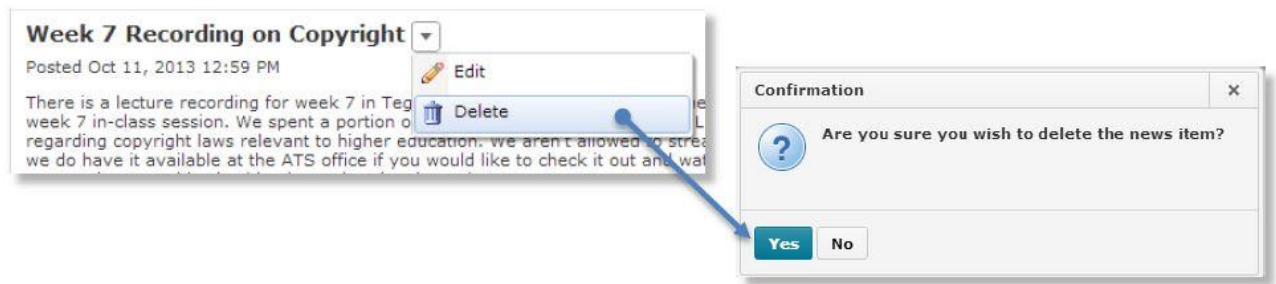 Week 7 Recording on Copyright
Posted Oct 11, 2013 12:59 PM
Edit
Delete
There is a lecture recording for week 7 in
week 7 in-class session. We spent a portion
regarding copyright laws relevant to higher education. We aren't allowed to
we do have it available at the ATS office if you would like to check it out and
Confirmation
Are you sure you wish to delete the news item?
?
Yes No